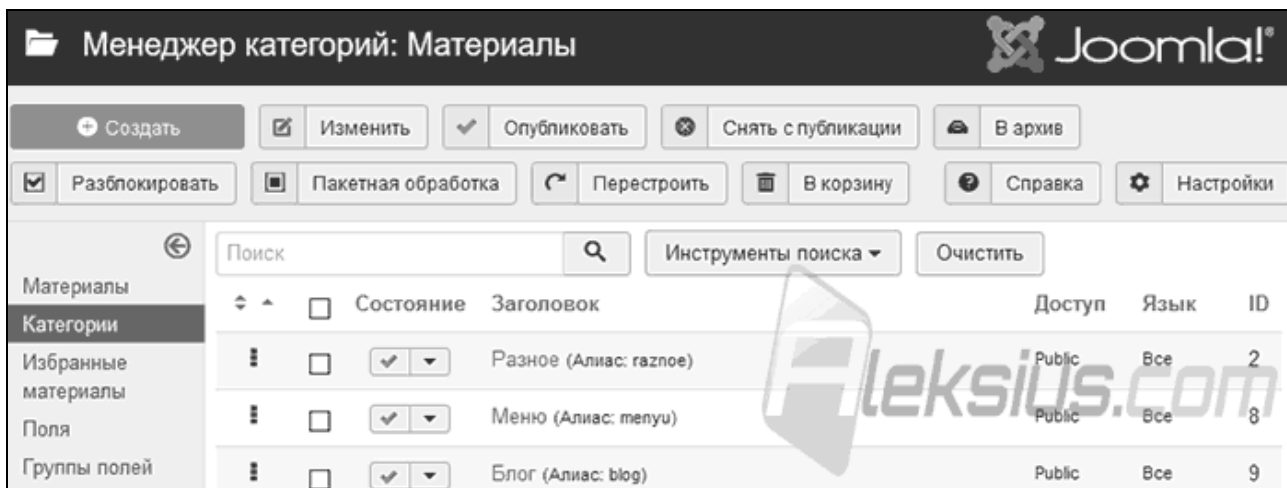 Менеджер категорий: Материалы
Joomla!®
Создать Изменить Опубликовать Снять с публикации В архив
Разблокировать Пакетная обработка Перестроить В корзину Справка Настройки
Поиск Инструменты поиска Очистить
Материалы
Категории
Избранные
материалы
Поля
Группы полей
Состояние Заголовок Доступ Язык ID
Разное (Алиас: raznoe) Public Все 2
Меню (Алиас: menyu) Public Все 8
Блог (Алиас: blog) Public Все 9
Aleksius.com